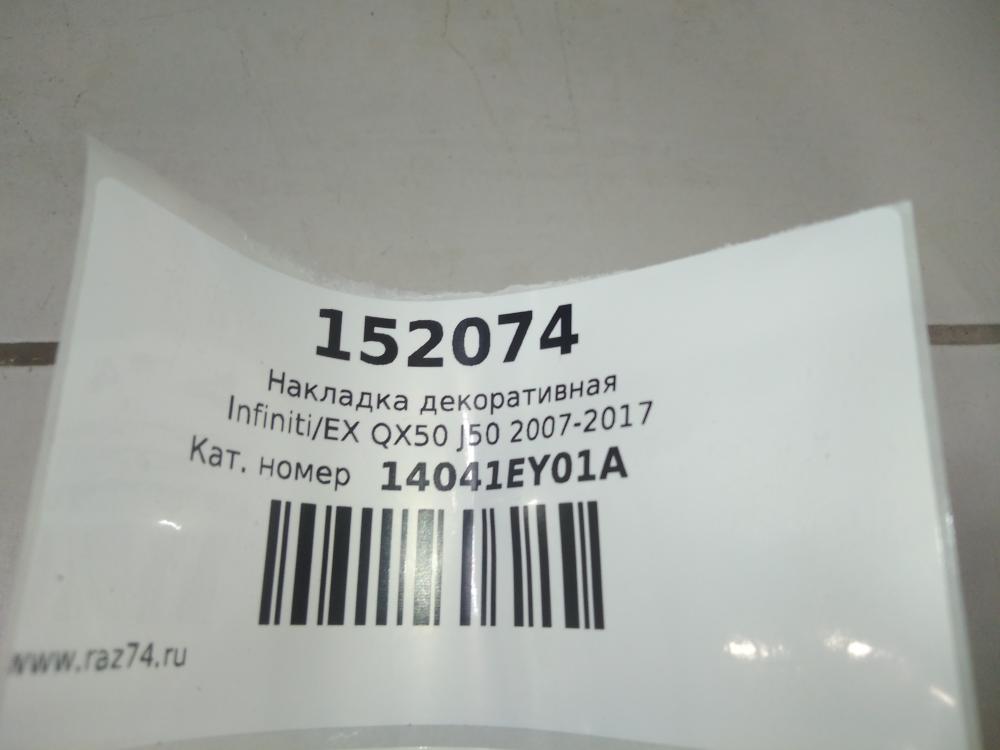 152074
Накладка декоративная
Infiniti/EX QX50 J50 2007-2017
Кат. номер 14041EY01A
www.raz74.ru